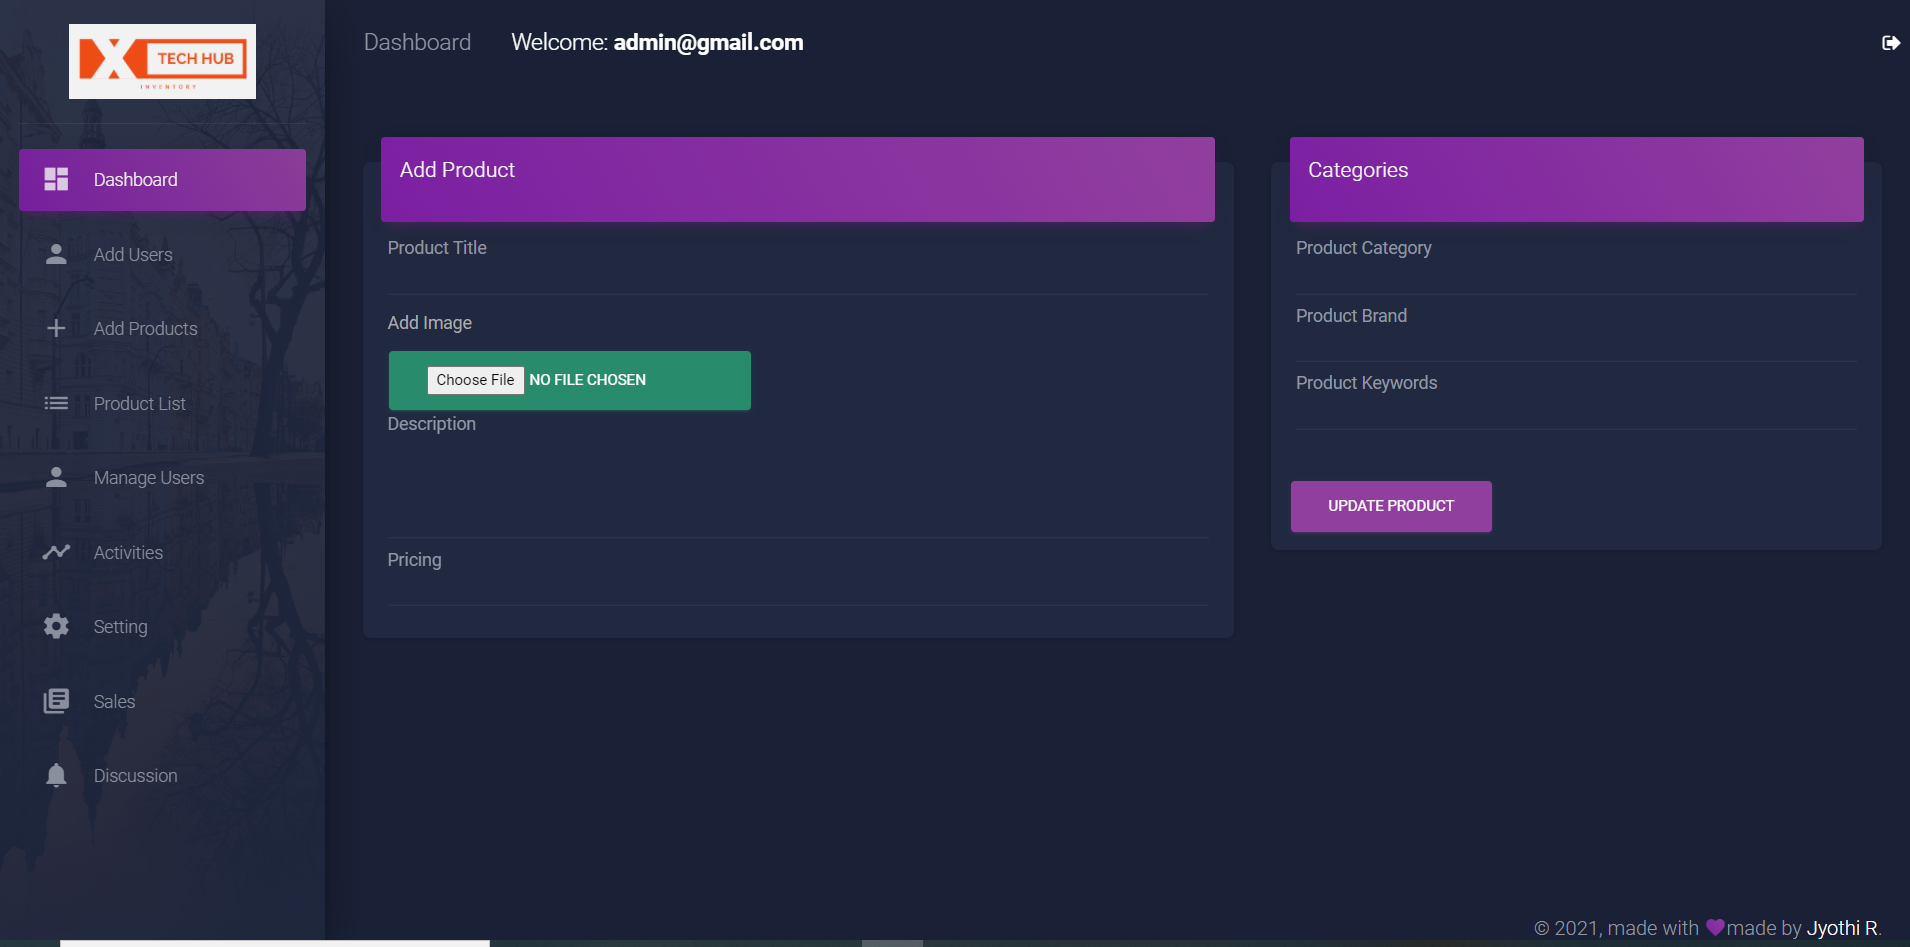 TECH HUB
INVENTORY
Dashboard
Add Users
Add Products
Product List
Manage Users
Activities
Setting
Sales
Discussion
Dashboard Welcome: admin@gmail.com
Add Product
Product Title
Add Image
Choose File NO FILE CHOSEN
Description
Pricing
Categories
Product Category
Product Brand
Product Keywords
UPDATE PRODUCT
© 2021, made with made by Jyothi R.